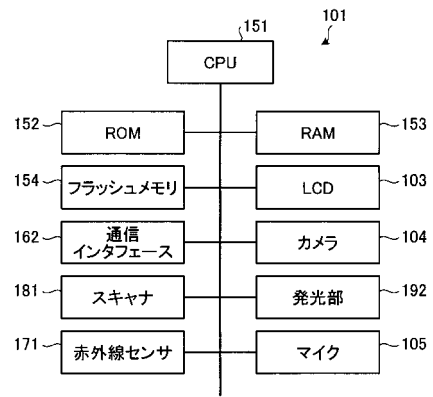 151
101
CPU
152
ROM
RAM
153
154
フラッシュメモリ
LCD
103
162
通信
インタフェース
カメラ
104
181
スキャナ
発光部
192
171
赤外線センサ
マイク
105